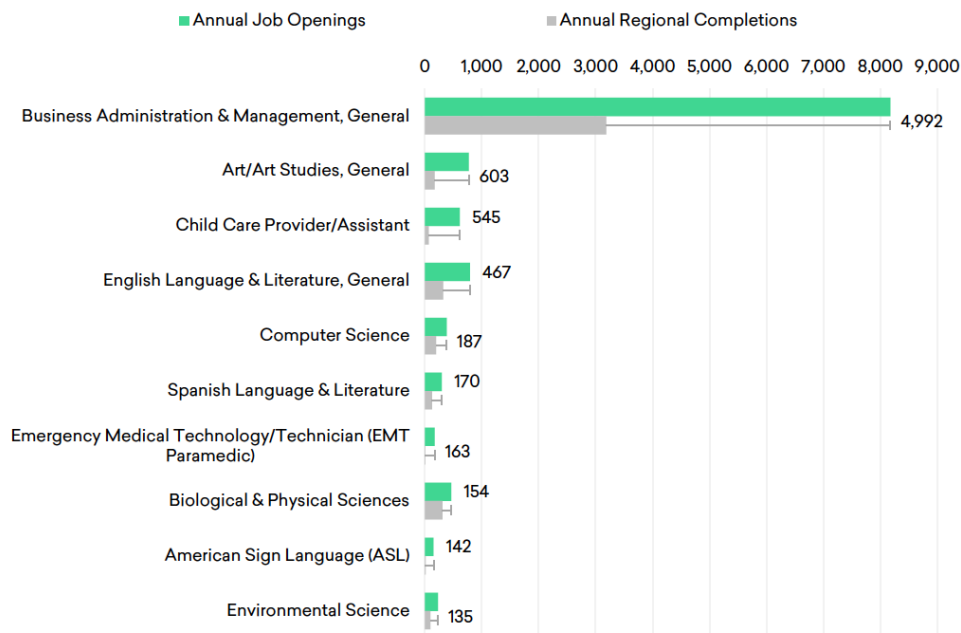 Annual Job Openings
Annual Regional Completions
0 1,000 2,000 3,000 4,000 5,000 6,000 7,000 8,000 9,000
Business Administration & Management, General
4,992
Art/Art Studies, General
603
Child Care Provider/Assistant
545
English Language & Literature, General
467
Computer Science
187
Spanish Language & Literature
170
Emergency Medical Technology/Technician (EMT
Paramedic)
163
Biological & Physical Sciences
154
American Sign Language (ASL)
142
Environmental Science
135